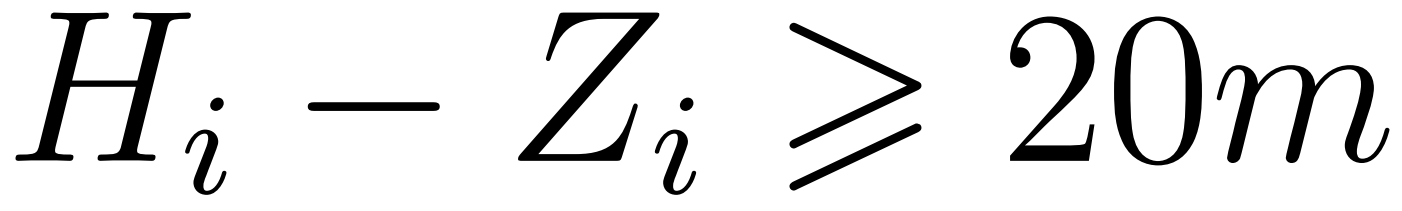 H_i − Z_i ⩾ 20m